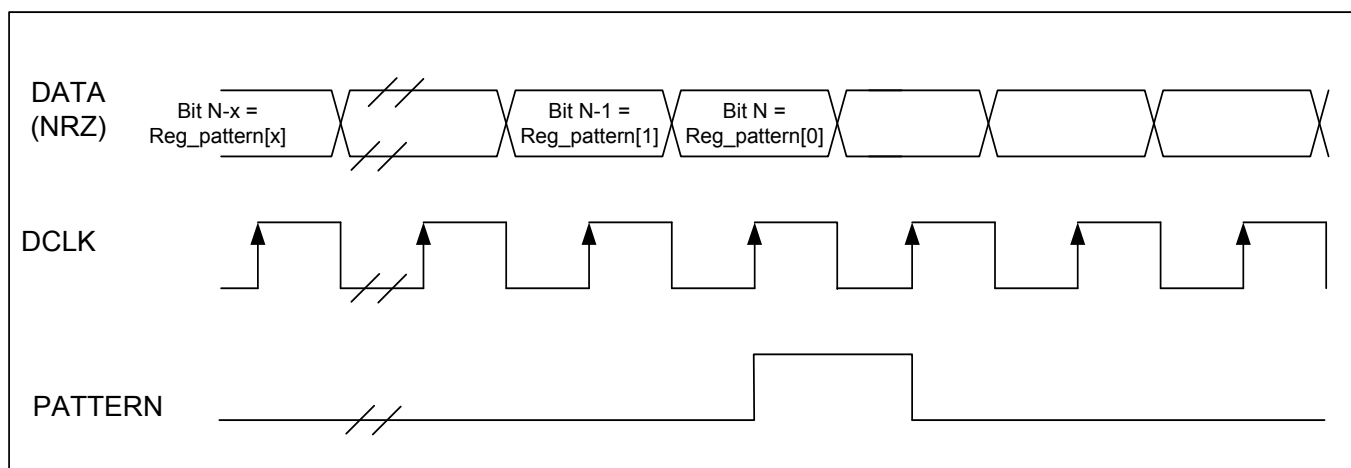 DATA
(NRZ)
Bit N-x =
Reg_pattern[x]
Bit N-1 =
Reg_pattern[1]
Bit N =
Reg_pattern[0]
DCLK
PATTERN